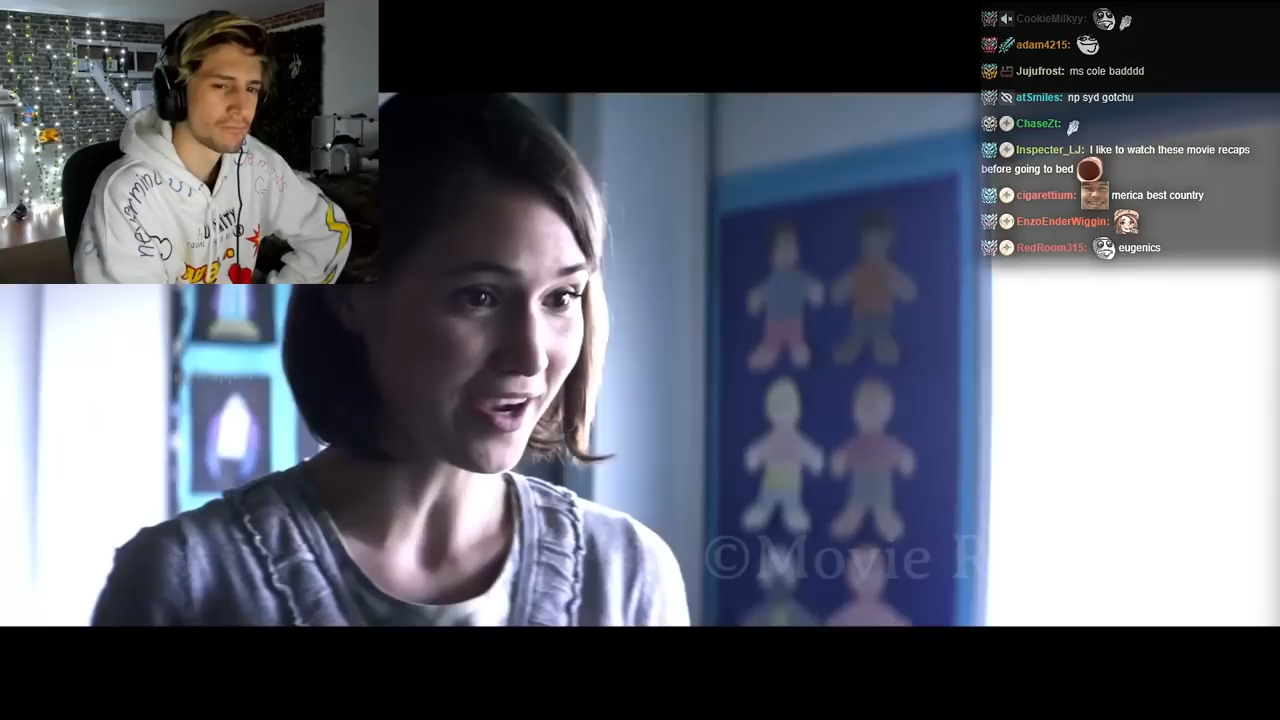 CookieMilkyy:
adam4215:
Jujufrost: ms cole badddd
atSmiles: np syd gotchu
ChaseZt:
Inspecter_LJ: I like to watch these movie recaps
before going to bed
cigarettium: merica best country
EnzoEnderWiggin:
RedRoom315: eugenics
©Movie R